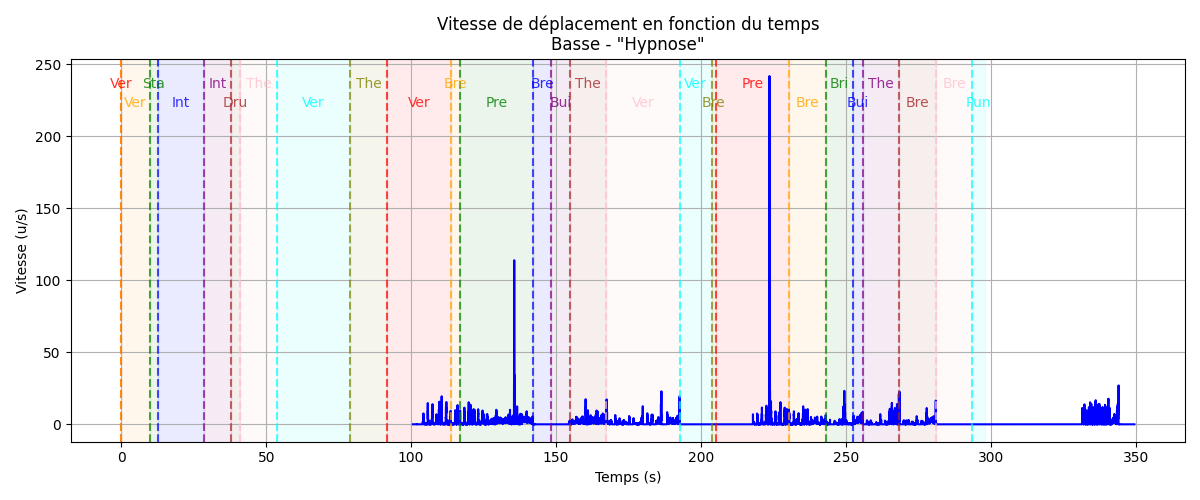 Vitesse de déplacement en fonction du temps
Basse - "Hypnose"
Ver Sta Int The The Bre Bre The Ver Pre Bri The Bre
Ver Int Dru Ver Ver Pre Bui Ver Bre Bre Bui Bre Fun
250
200
150
100
50
0
Vitesse (u/s)
0 50 100 150 200 250 300 350
Temps (s)